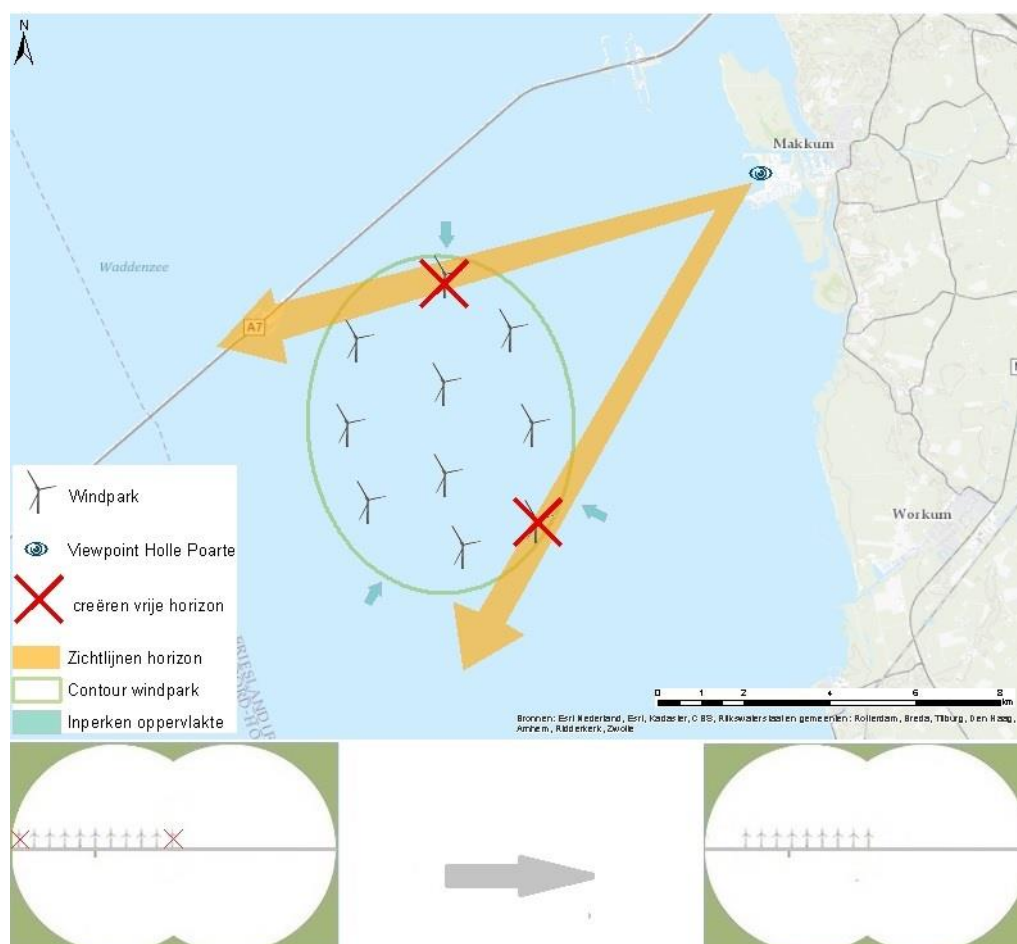 N
Makkum
Waddenzee
A7
Workum
Windpark
Viewpoint Holle Poarte
creëren vrije horizon
Zichtlijnen horizon
Contour windpark
Inperken oppervlakte
FRIESLAND
0 1 2 4 6 8
km
Bronnen: Esri Nederland, Esri, Kadaster, CBS, Rijkswaterstaat en gemeenten: Rotterdam, Breda, Tilburg, Den Haag,
Arnhem, Ridderkerk, Zwolle